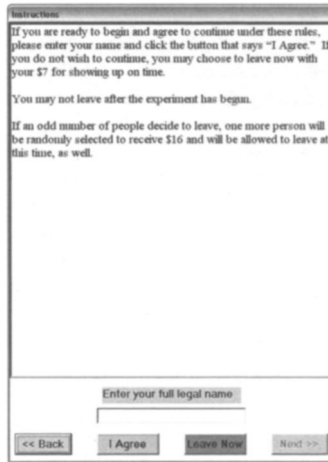 Instructions
If you are ready to begin and agree to continue under these rules,
please enter your name and click the button that says "I Agree." If
you do not wish to continue, you may choose to leave now with
your $7 for showing up on time.
You may not leave after the experiment has begun.
If an odd number of people decide to leave, one more person will
be randomly selected to receive $16 and will be allowed to leave at
this time, as well.
Enter your full legal name
<< Back
I Agree
Leave Now
Next >>